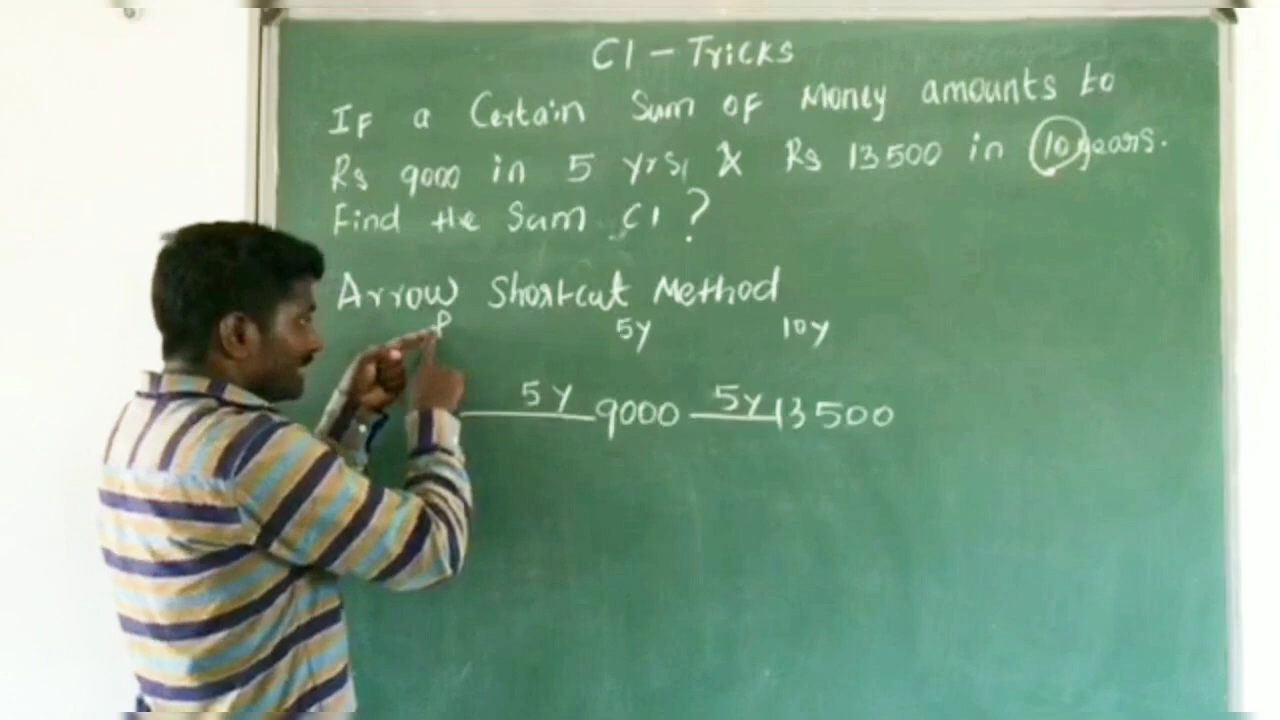 CI - Tricks
If a Certain Sum of Money amounts to
Rs 9000 in 5 yrs, & Rs 13500 in 10 years.
Find the Sum CI ?
Arrow Shortcut Method
P 5y 10y
5y 9000 5y 13500